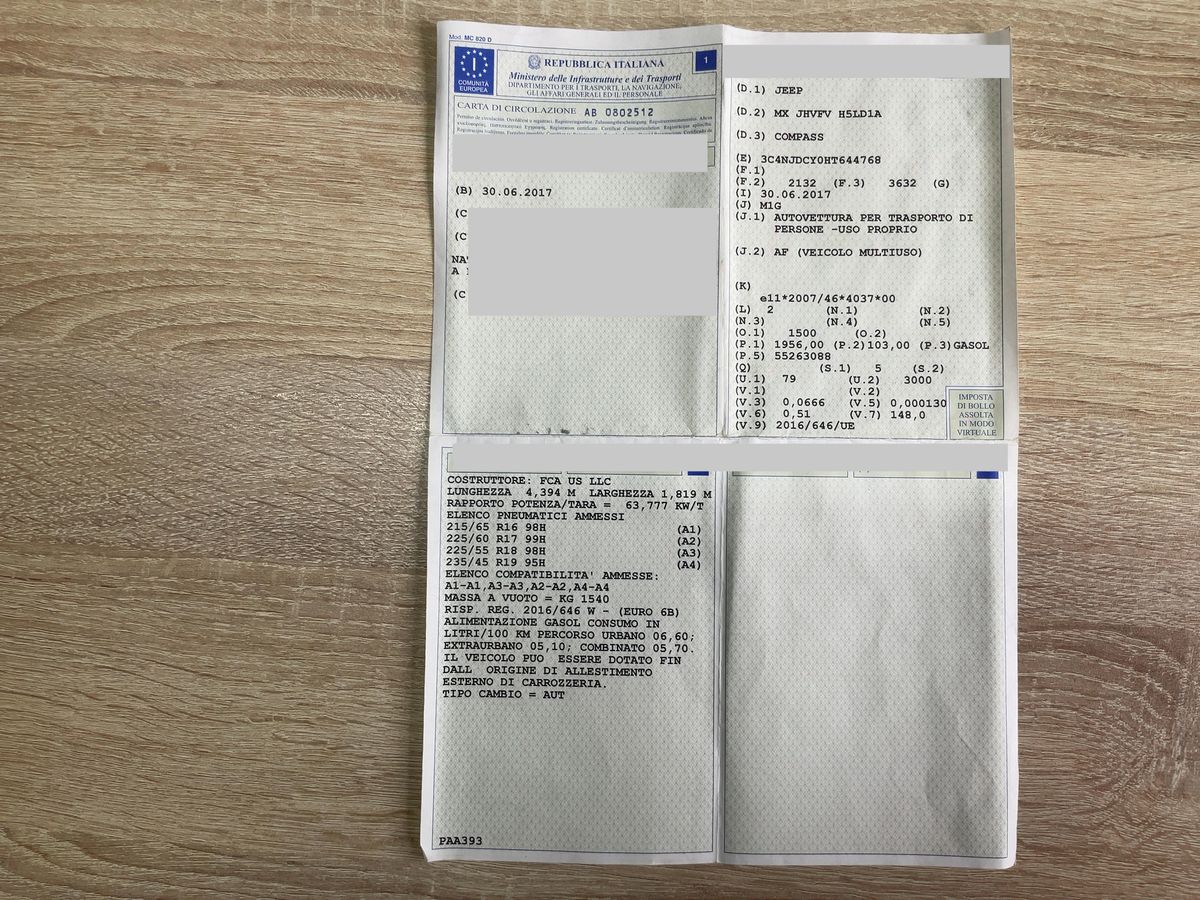 Mod. MC 820 D
I
COMUNITÀ
EUROPEA
REPUBBLICA ITALIANA
Ministero delle Infrastrutture e dei Trasporti
DIPARTIMENTO PER I TRASPORTI, LA NAVIGAZIONE,
GLI AFFARI GENERALI ED IL PERSONALE
1
CARTA DI CIRCOLAZIONE AB 0802512
(B) 30.06.2017
(C
(C
NA
A
(C
(D.1) JEEP
(D.2) MX JHVFV H5LD1A
(D.3) COMPASS
(E) 3C4NJDCY0HT644768
(F.1)
(F.2) 2132 (F.3) 3632 (G)
(I) 30.06.2017
(J) M1G
(J.1) AUTOVETTURA PER TRASPORTO DI
PERSONE -USO PROPRIO
(J.2) AF (VEICOLO MULTIUSO)
(K)
e11*2007/46*4037*00
(L) 2 (N.1) (N.2)
(N.3) (N.4) (N.5)
(O.1) 1500 (O.2)
(P.1) 1956,00 (P.2)103,00 (P.3)GASOL
(P.5) 55263088
(Q) (S.1) 5 (S.2)
(U.1) 79 (U.2) 3000
(V.1) (V.2)
(V.3) 0,0666 (V.5) 0,000130
(V.6) 0,51 (V.7) 148,0
(V.9) 2016/646/UE
IMPOSTA
DI BOLLO
ASSOLTA
IN MODO
VIRTUALE
COSTRUTTORE: FCA US LLC
LUNGHEZZA 4,394 M LARGHEZZA 1,819 M
RAPPORTO POTENZA/TARA = 63,777 KW/T
ELENCO PNEUMATICI AMMESSI
215/65 R16 98H (A1)
225/60 R17 99H (A2)
225/55 R18 98H (A3)
235/45 R19 95H (A4)
ELENCO COMPATIBILITA' AMMESSE:
A1-A1,A3-A3,A2-A2,A4-A4
MASSA A VUOTO = KG 1540
RISP. REG. 2016/646 W - (EURO 6B)
ALIMENTAZIONE GASOL CONSUMO IN
LITRI/100 KM PERCORSO URBANO 06,60;
EXTRAURBANO 05,10; COMBINATO 05,70.
IL VEICOLO PUO ESSERE DOTATO FIN
DALL ORIGINE DI ALLESTIMENTO
ESTERNO DI CARROZZERIA.
TIPO CAMBIO = AUT
PAA393